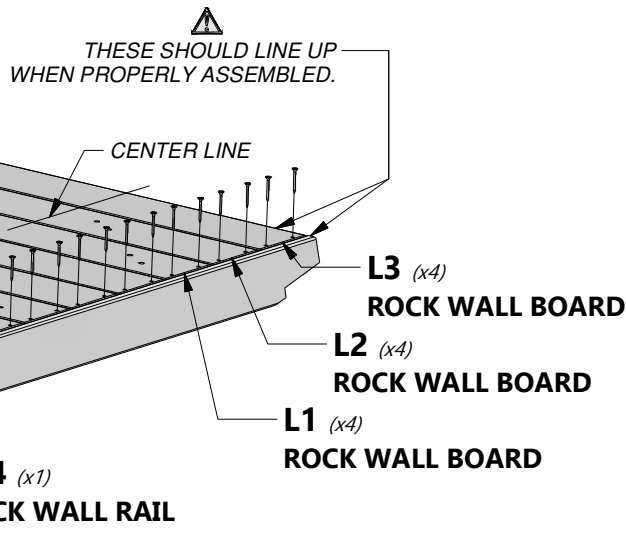 THESE SHOULD LINE UP
WHEN PROPERLY ASSEMBLED.
CENTER LINE
L3 (x4)
ROCK WALL BOARD
L2 (x4)
ROCK WALL BOARD
L1 (x4)
ROCK WALL BOARD
4 (x1)
CK WALL RAIL